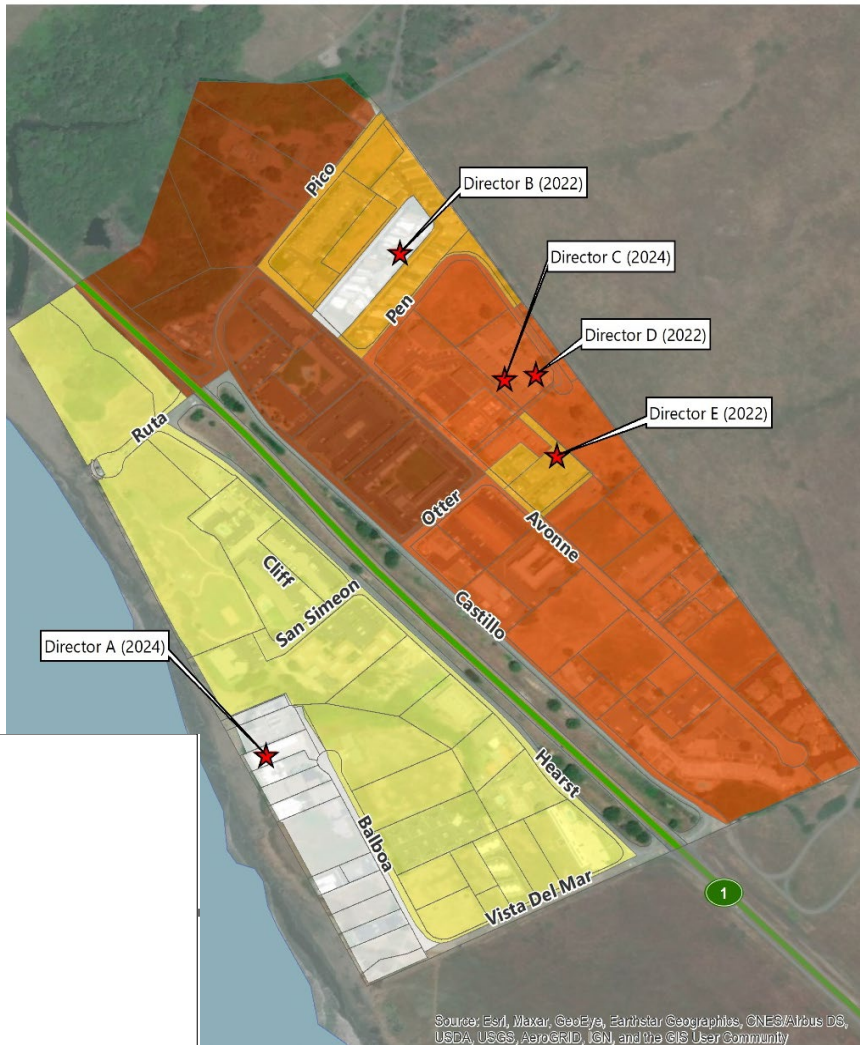 Pico
Director B (2022)
Director C (2024)
Pen
Director D (2022)
Director E (2022)
Ruta
Otter
Avonne
Cliff
San Simeon
Castillo
Director A (2024)
Hearst
Balboa
Vista Del Mar
1
Source: Esri, Maxar, GeoEye, Earthstar Geographics, CNES/Airbus DS,
USDA, USGS, AeroGRID, IGN, and the GIS User Community